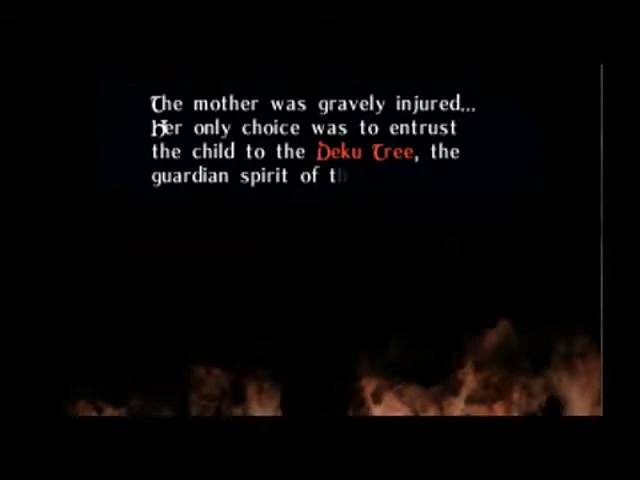 The mother was gravely injured...
Her only choice was to entrust
the child to the Deku Tree, the
guardian spirit of th